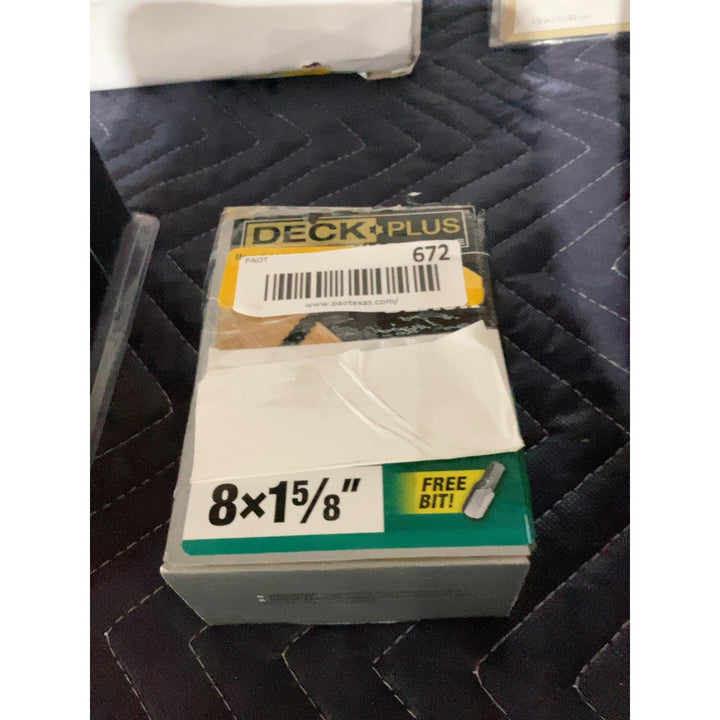 DECK PLUS
PAOT 672
www.paotexas.com/
8×1⅝"
FREE
BIT!